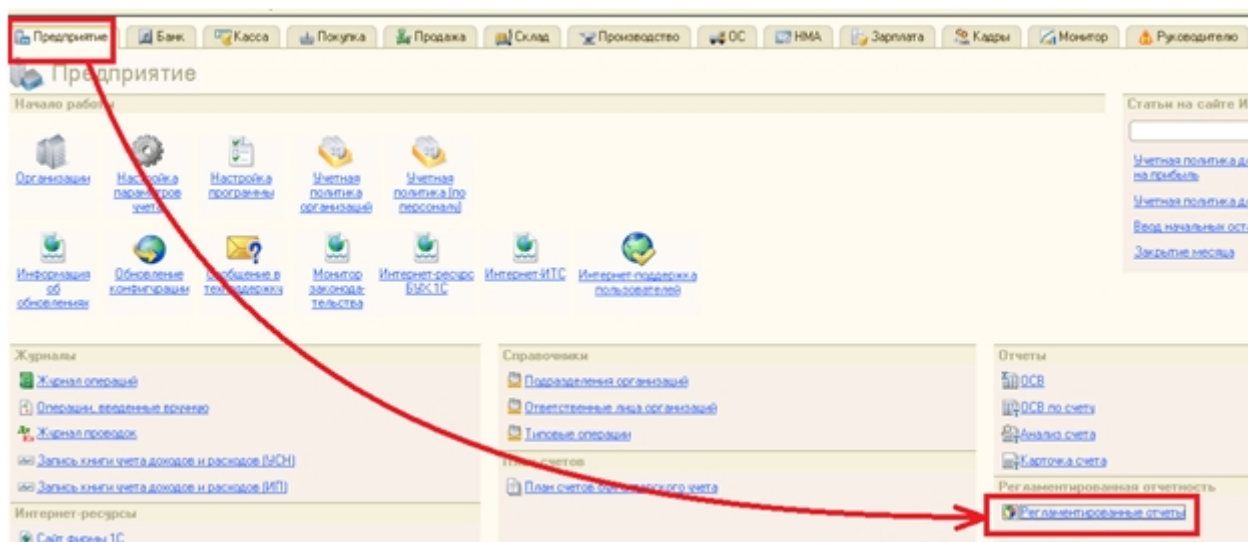 Предприятие Банк Касса Покупка Продажа Склад Производство ОС НМА Зарплата Кадры Монитор Руководителю
Предприятие
Начало работы
Статьи на сайте И
Организации
Настройка
параметров
учета
Настройка
программы
Учетная
политика
организаций
Учетная
политика (по
персоналу)
Учетная политика д
на прибыль
Учетная политика д
Ввод начальных ост
Закрытие месяца
Информация
об
обновлениях
Обновление
конфигурации
Сообщение в
техподдержку
Монитор
законода-
тельства
Интернет-ресурс
БУХ.1С
Интернет-ИТС
Интернет-поддержка
пользователей
Журналы
Журнал операций
Операции, введенные вручную
Журнал проводок
Запись книги учета доходов и расходов (УСН)
Запись книги учета доходов и расходов (ИП)
Интернет-ресурсы
Сайт фирмы 1С
Справочники
Подразделения организаций
Ответственные лица организаций
Типовые операции
План счетов
План счетов бухгалтерского учета
Отчеты
ОСВ
ОСВ по счету
Анализ счета
Карточка счета
Регламентированная отчетность
Регламентированные отчеты